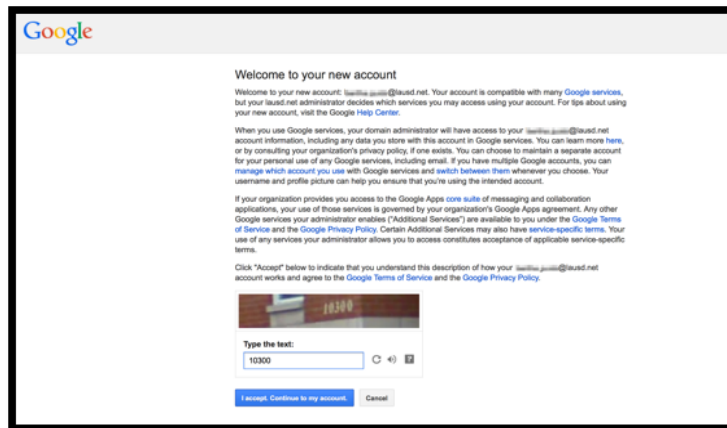 Google
Welcome to your new account
Welcome to your new account: @lausd.net. Your account is compatible with many Google services,
but your lausd.net administrator decides which services you may access using your account. For tips about using
your new account, visit the Google Help Center.
When you use Google services, your domain administrator will have access to your @lausd.net
account information, including any data you store with this account in Google services. You can learn more here,
or by consulting your organization's privacy policy, if one exists. You can choose to maintain a separate account
for your personal use of any Google services, including email. If you have multiple Google accounts, you can
manage which account you use with Google services and switch between them whenever you choose. Your
username and profile picture can help you ensure that you're using the intended account.
If your organization provides you access to the Google Apps core suite of messaging and collaboration
applications, your use of those services is governed by your organization's Google Apps agreement. Any other
Google services your administrator enables ("Additional Services") are available to you under the Google Terms
of Service and the Google Privacy Policy. Certain Additional Services may also have service-specific terms. Your
use of any services your administrator allows you to access constitutes acceptance of applicable service-specific
terms.
Click "Accept" below to indicate that you understand this description of how your @lausd.net
account works and agree to the Google Terms of Service and the Google Privacy Policy.
10300
Type the text:
10300
I accept. Continue to my account. Cancel